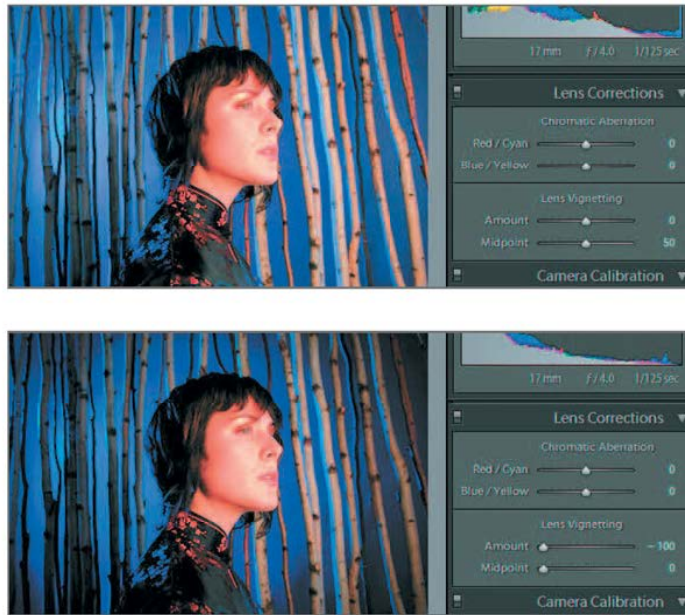 17 mm f / 4.0 1/125 sec
Lens Corrections
Chromatic Aberration
Red / Cyan 0
Blue / Yellow 0
Lens Vignetting
Amount 0
Midpoint 50
Camera Calibration
17 mm f / 4.0 1/125 sec
Lens Corrections
Chromatic Aberration
Red / Cyan 0
Blue / Yellow 0
Lens Vignetting
Amount – 100
Midpoint 0
Camera Calibration